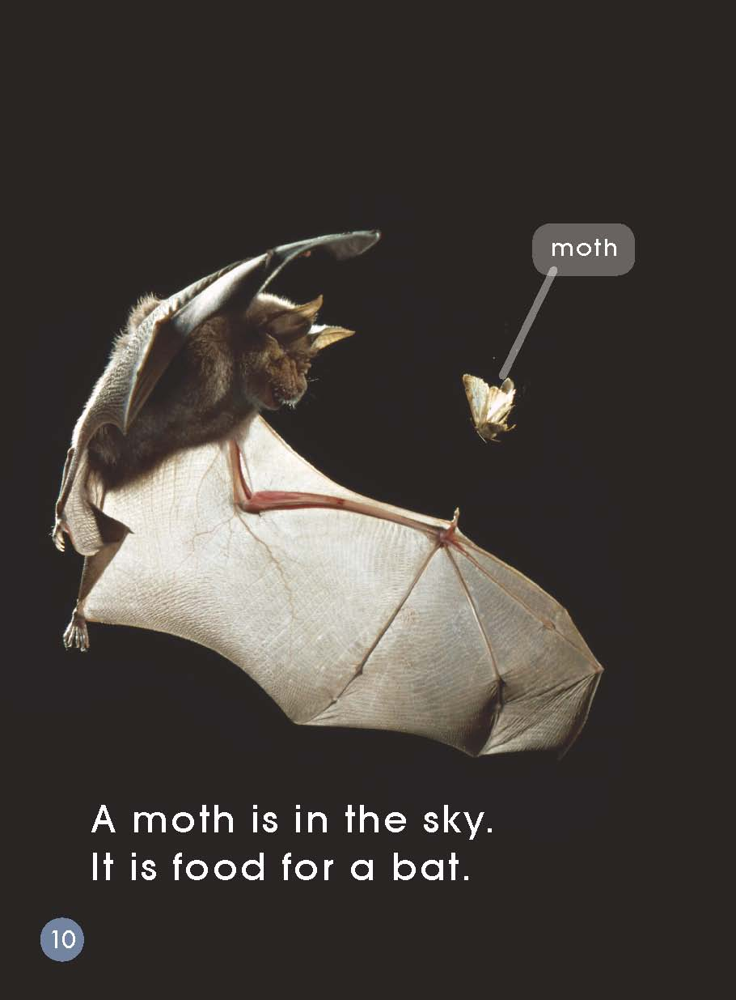 moth
A moth is in the sky.
It is food for a bat.
10